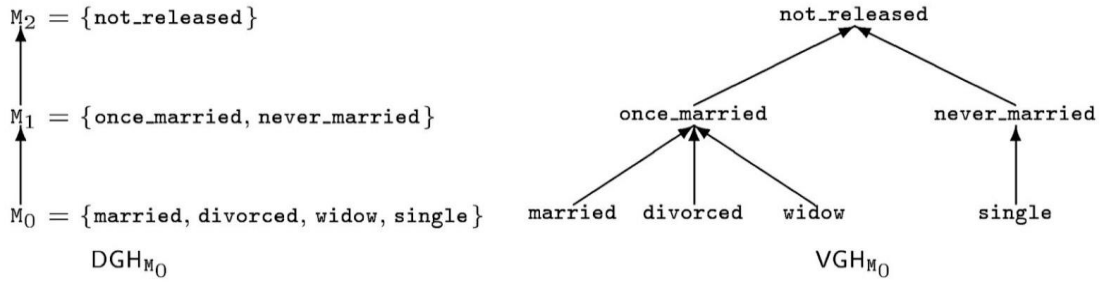 M2 = {not_released}
not_released
M1 = {once_married, never_married}
once_married never_married
M0 = {married, divorced, widow, single}
married divorced widow single
DGHM0
VGHM0